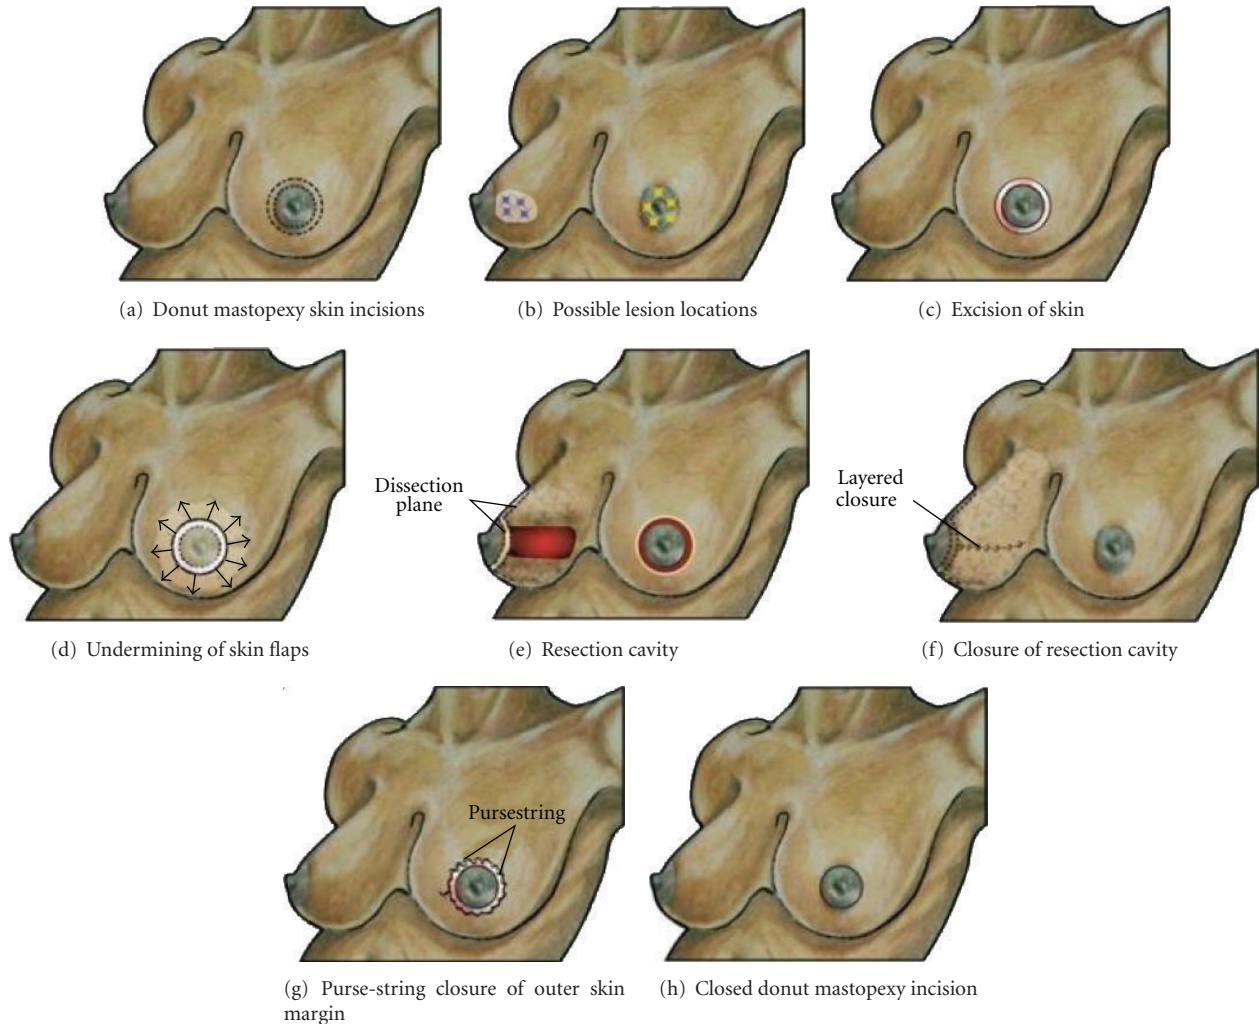 (a) Donut mastopexy skin incisions
(b) Possible lesion locations
(c) Excision of skin
Dissection
plane
Layered
closure
(d) Undermining of skin flaps
(e) Resection cavity
(f) Closure of resection cavity
Pursestring
(g) Purse-string closure of outer skin
margin
(h) Closed donut mastopexy incision